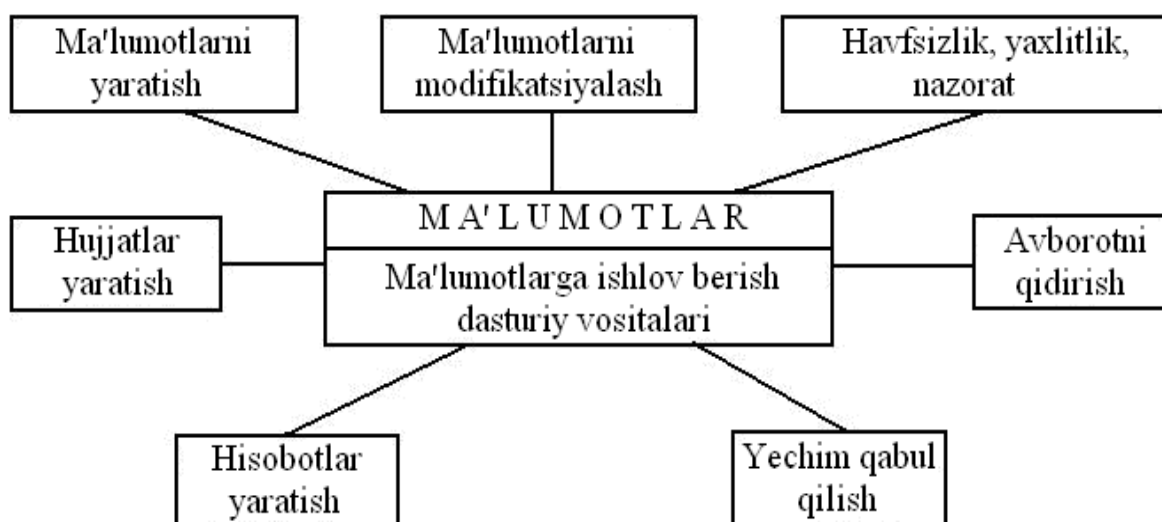 Ma'lumotlarni
yaratish
Ma'lumotlarni
modifikatsiyalash
Havfsizlik, yaxlitlik,
nazorat
M A' L U M O T L A R
Ma'lumotlarga ishlov berish
dasturiy vositalari
Hujjatlar
yaratish
Avborotni
qidirish
Hisobotlar
yaratish
Yechim qabul
qilish